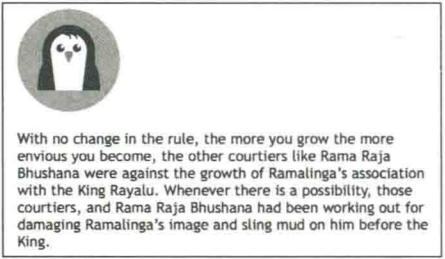 With no change in the rule, the more you grow the more
envious you become, the other courtiers like Rama Raja
Bhushana were against the growth of Ramalinga's association
with the King Rayalu. Whenever there is a possibility, those
courtiers, and Rama Raja Bhushana had been working out for
damaging Ramalinga's image and sling mud on him before the
King.